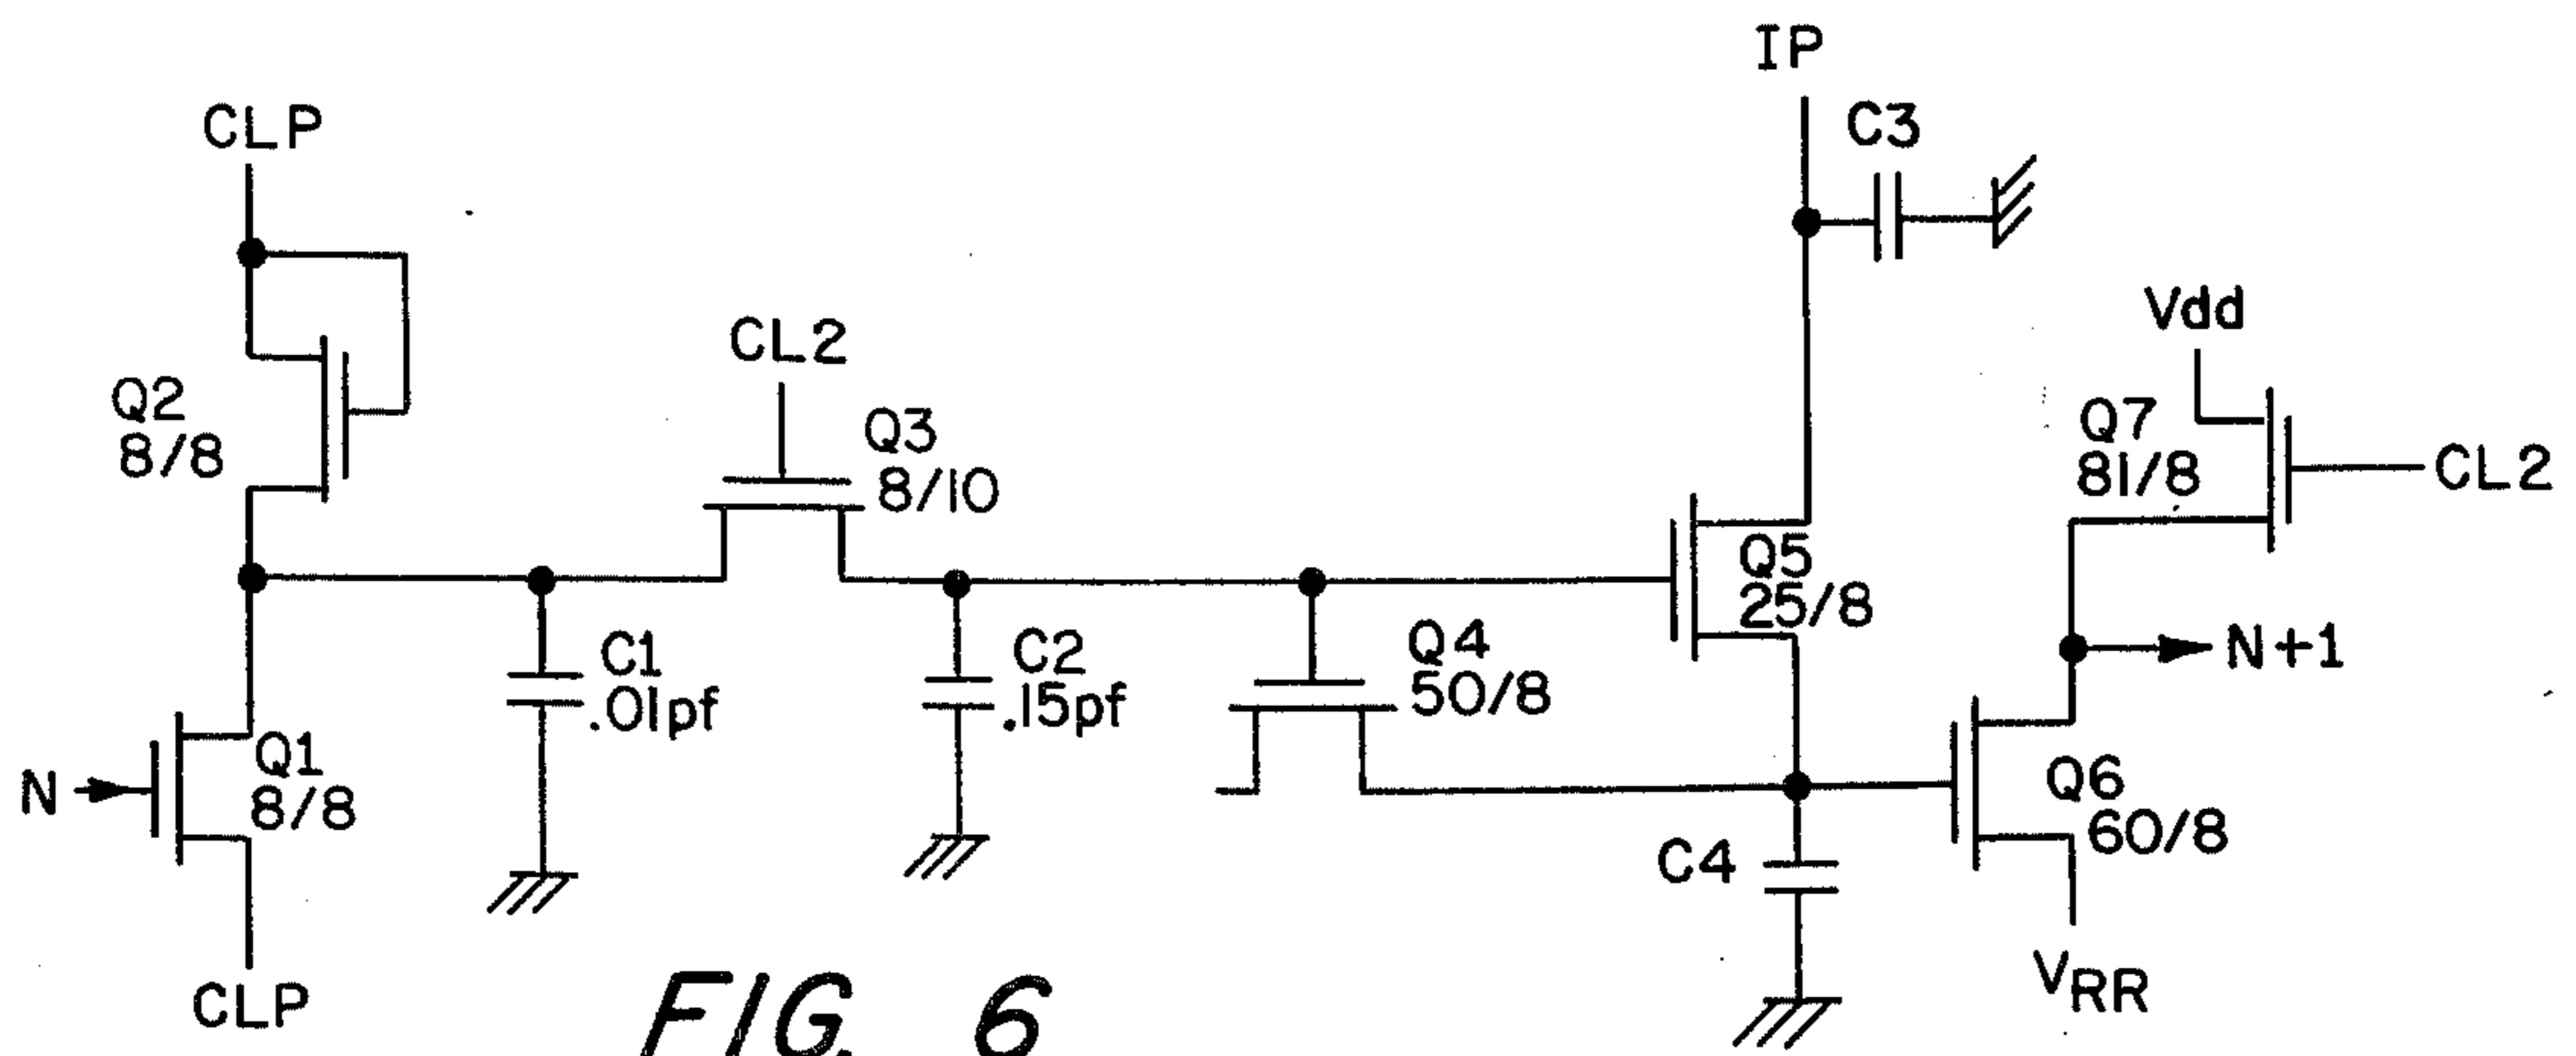 IP
C3
CLP
Vdd
CL2
Q3
8/10
Q2
8/8
Q7
81/8
CL2
Q5
25/8
C1
.01pf
C2
.15pf
Q4
50/8
N+1
N
Q1
8/8
Q6
60/8
C4
CLP
VRR
FIG. 6